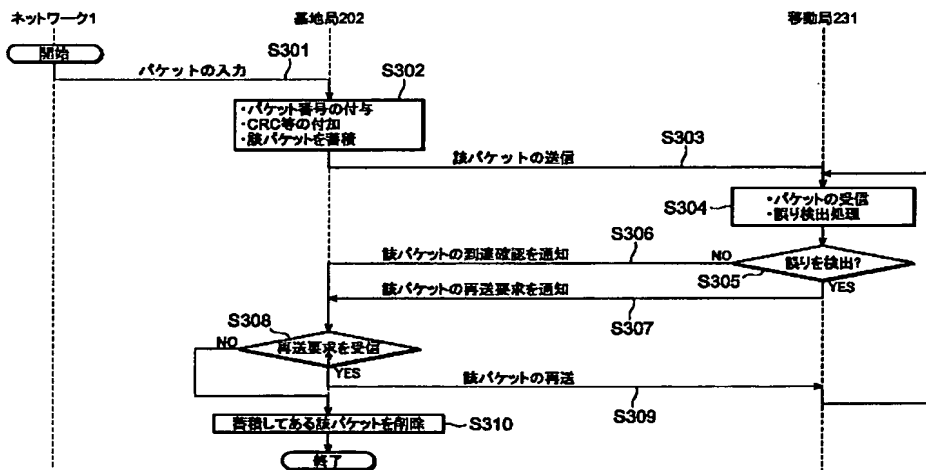 ネットワーク1
基地局202
移動局231
開始
S301
パケットの入力
S302
・パケット番号の付与
・CRC等の付加
・該パケットを蓄積
S303
該パケットの送信
S304
・パケットの受信
・誤り検出処理
S306
該パケットの到達確認を通知
NO
誤りを検出?
S305
YES
該パケットの再送要求を通知
S307
S308
NO
再送要求を受信
YES
該パケットの再送
S309
蓄積してある該パケットを削除
S310
終了